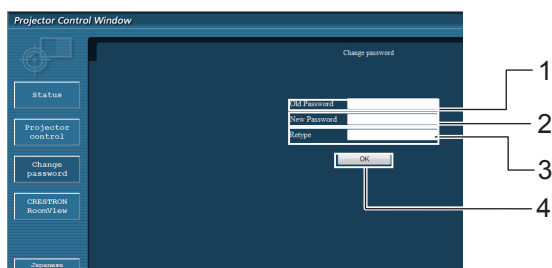 Projector Control Window
Change password
Status
Projector
control
Change
password
CRESTRON
RoomView
Japanese
Old Password
New Password
Retype
OK
1
2
3
4